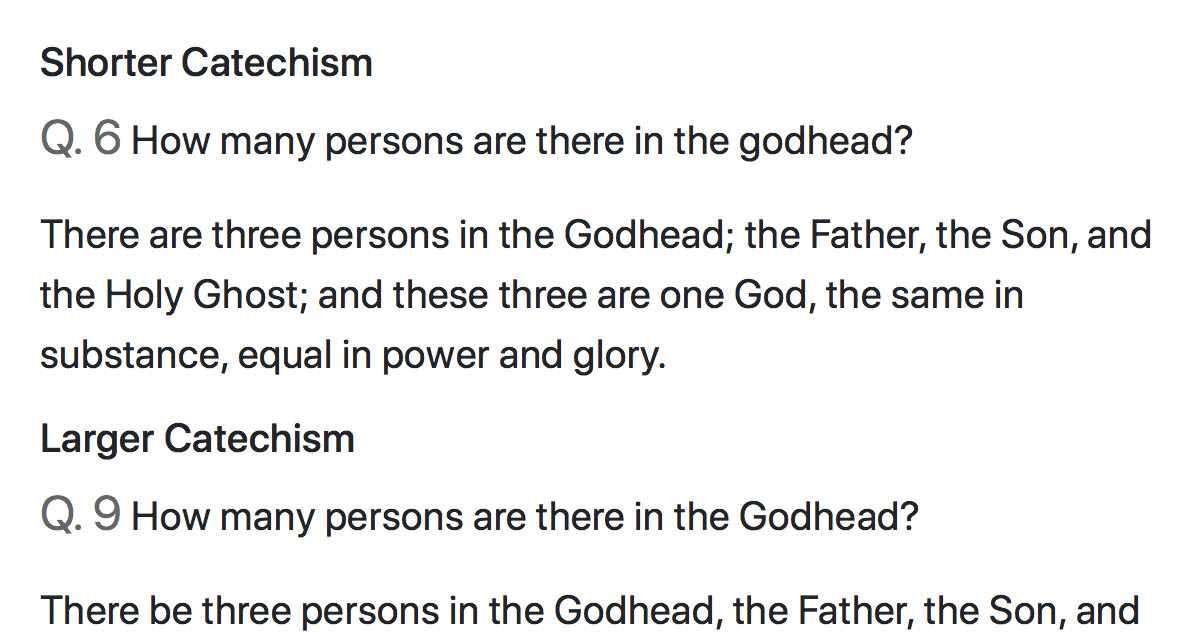 Shorter Catechism
Q. 6 How many persons are there in the godhead?
There are three persons in the Godhead; the Father, the Son, and
the Holy Ghost; and these three are one God, the same in
substance, equal in power and glory.
Larger Catechism
Q. 9 How many persons are there in the Godhead?
There be three persons in the Godhead, the Father, the Son, and